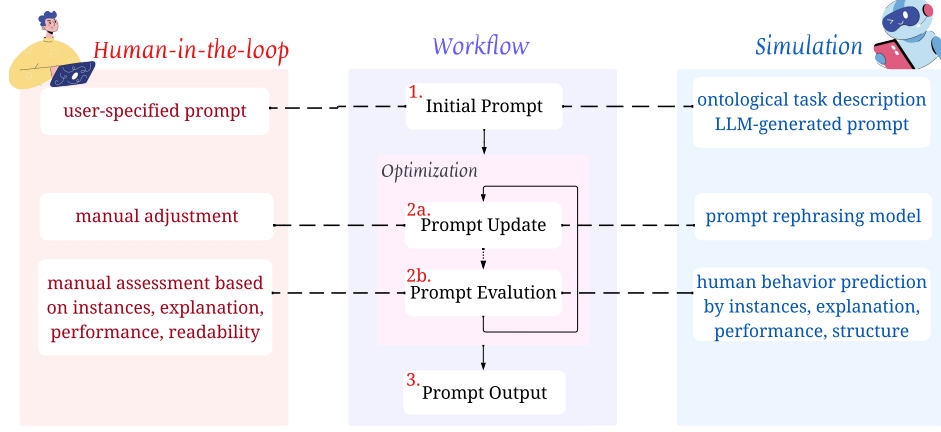 Human-in-the-loop
Workflow
Simulation
user-specified prompt
1.
Initial Prompt
ontological task description
LLM-generated prompt
Optimization
manual adjustment
2a.
Prompt Update
prompt rephrasing model
manual assessment based
on instances, explanation,
performance, readability
2b.
Prompt Evalution
human behavior prediction
by instances, explanation,
performance, structure
3.
Prompt Output